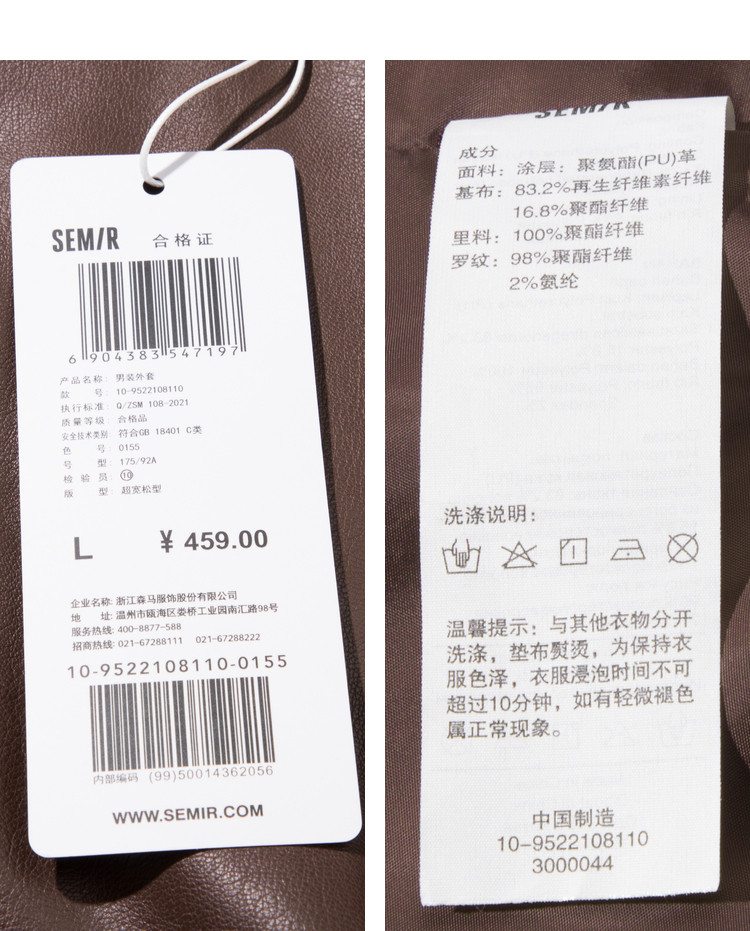 SEMIR 合格证
6 904383 547197
产品名称: 男装外套
款 号: 10-9522108110
执行标准: Q/ZSM 108-2021
质量等级: 合格品
安全技术类别: 符合GB 18401 C类
色 号: 0155
号 型: 175/92A
检 验 员: ⑩
版 型: 超宽松型
L ¥ 459.00
企业名称: 浙江森马服饰股份有限公司
地 址: 温州市瓯海区娄桥工业园南汇路98号
服务热线: 400-8877-588
招商热线: 021-67288111 021-67288222
10-9522108110-0155
内部编码 (99)50014362056
WWW.SEMIR.COM
SEMIR
成分
面料: 涂层: 聚氨酯(PU)革
基布: 83.2%再生纤维素纤维
16.8%聚酯纤维
里料: 100%聚酯纤维
罗纹: 98%聚酯纤维
2%氨纶
洗涤说明:
温馨提示: 与其他衣物分开
洗涤, 垫布熨烫, 为保持衣
服色泽, 衣服浸泡时间不可
超过10分钟, 如有轻微褪色
属正常现象。
中国制造
10-9522108110
3000044